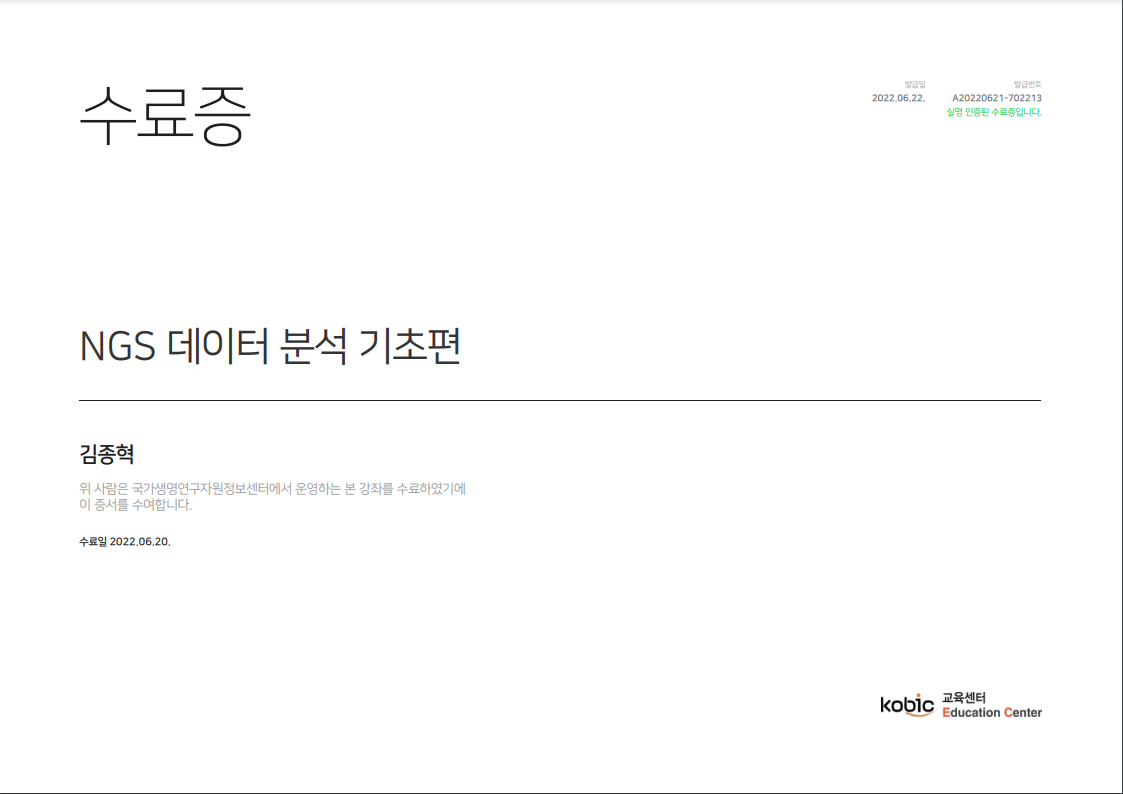 수료증
발급일
2022.06.22.
발급번호
A20220621-702213
실명 인증된 수료증입니다.
NGS 데이터 분석 기초편
김종혁
위 사람은 국가생명연구자원정보센터에서 운영하는 본 강좌를 수료하였기에
이 증서를 수여합니다.
수료일 2022.06.20.
kobic 교육센터
Education Center